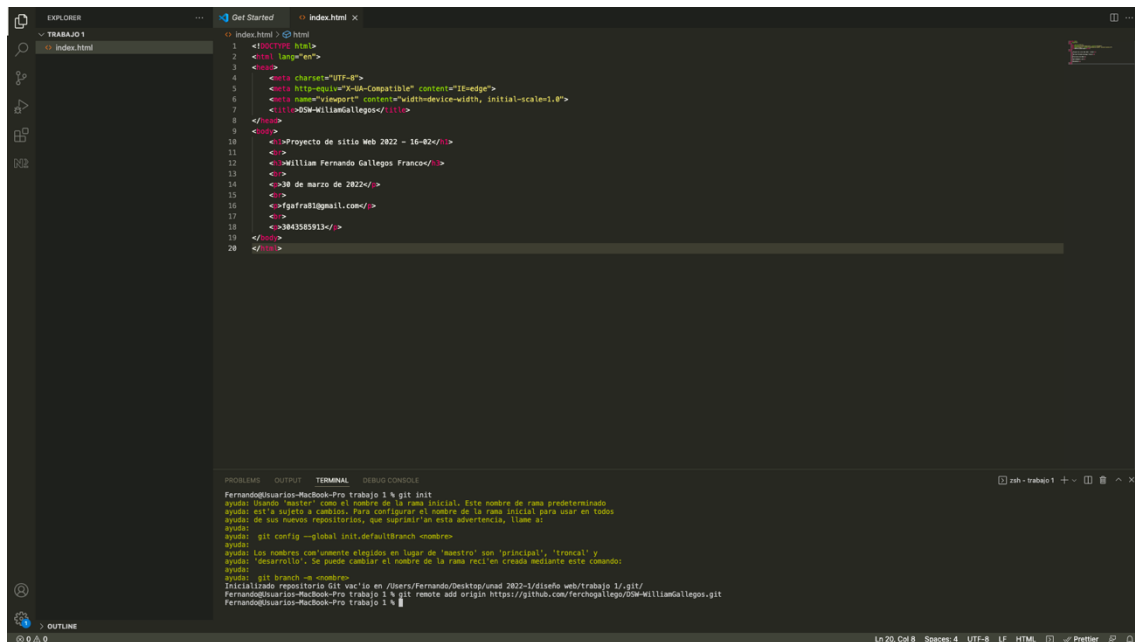 EXPLORER
TRABAJO 1
index.html
Get Started
index.html
index.html > html
1 <!DOCTYPE html>
2 <html lang="en">
3 <head>
4 <meta charset="UTF-8">
5 <meta http-equiv="X-UA-Compatible" content="IE=edge">
6 <meta name="viewport" content="width=device-width, initial-scale=1.0">
7 <title>DSW-WiliamGallegos</title>
8 </head>
9 <body>
10 <h1>Proyecto de sitio Web 2022 - 16-02</h1>
11 <br>
12 <h3>William Fernando Gallegos Franco</h3>
13 <br>
14 <p>30 de marzo de 2022</p>
15 <br>
16 <p>fgafra81@gmail.com</p>
17 <br>
18 <p>3043585913</p>
19 </body>
20 </html>
PROBLEMS OUTPUT TERMINAL DEBUG CONSOLE
zsh - trabajo 1
Fernando@Usuarios-MacBook-Pro trabajo 1 % git init
ayuda: Usando 'master' como el nombre de la rama inicial. Este nombre de rama predeterminado
ayuda: est'a sujeto a cambios. Para configurar el nombre de la rama inicial para usar en todos
ayuda: de sus nuevos repositorios, que suprimir'an esta advertencia, llame a:
ayuda:
ayuda: git config --global init.defaultBranch <nombre>
ayuda:
ayuda: Los nombres com'unmente elegidos en lugar de 'maestro' son 'principal', 'troncal' y
ayuda: 'desarrollo'. Se puede cambiar el nombre de la rama reci'en creada mediante este comando:
ayuda:
ayuda: git branch -m <nombre>
Inicializado repositorio Git vac'io en /Users/Fernando/Desktop/unad 2022-1/diseño web/trabajo 1/.git/
Fernando@Usuarios-MacBook-Pro trabajo 1 % git remote add origin https://github.com/ferchogallego/DSW-WilliamGallegos.git
Fernando@Usuarios-MacBook-Pro trabajo 1 %
OUTLINE
0 0
Ln 20, Col 8 Spaces: 4 UTF-8 LF HTML Prettier